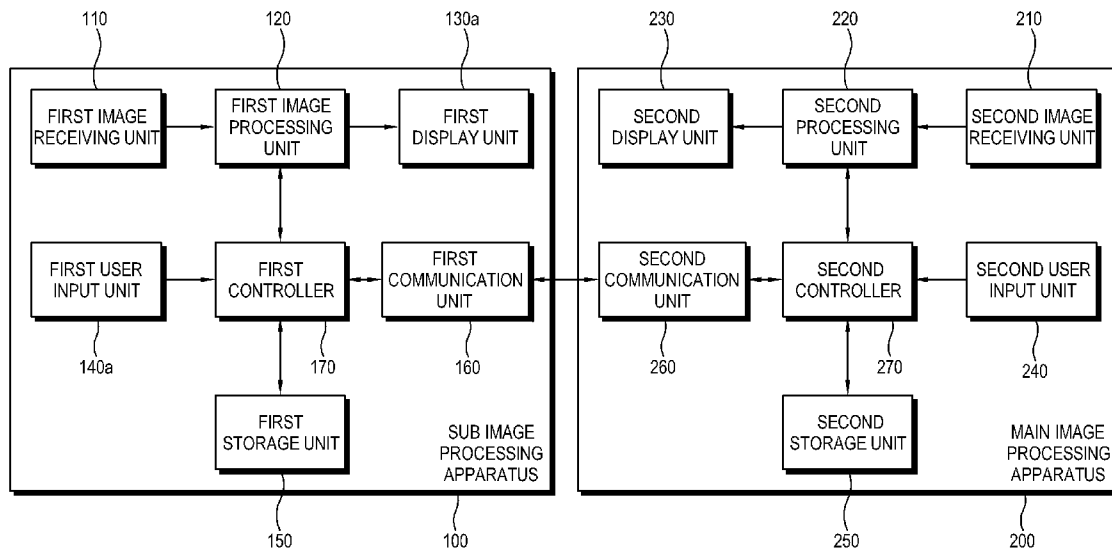 110
120
130a
230
220
210
FIRST IMAGE
RECEIVING UNIT
FIRST IMAGE
PROCESSING
UNIT
FIRST
DISPLAY UNIT
SECOND
DISPLAY UNIT
SECOND
PROCESSING
UNIT
SECOND IMAGE
RECEIVING UNIT
FIRST USER
INPUT UNIT
FIRST
CONTROLLER
FIRST
COMMUNICATION
UNIT
SECOND
COMMUNICATION
UNIT
SECOND
CONTROLLER
SECOND USER
INPUT UNIT
140a
170
160
260
270
240
FIRST
STORAGE UNIT
SUB IMAGE
PROCESSING
APPARATUS
SECOND
STORAGE UNIT
MAIN IMAGE
PROCESSING
APPARATUS
150
100
250
200